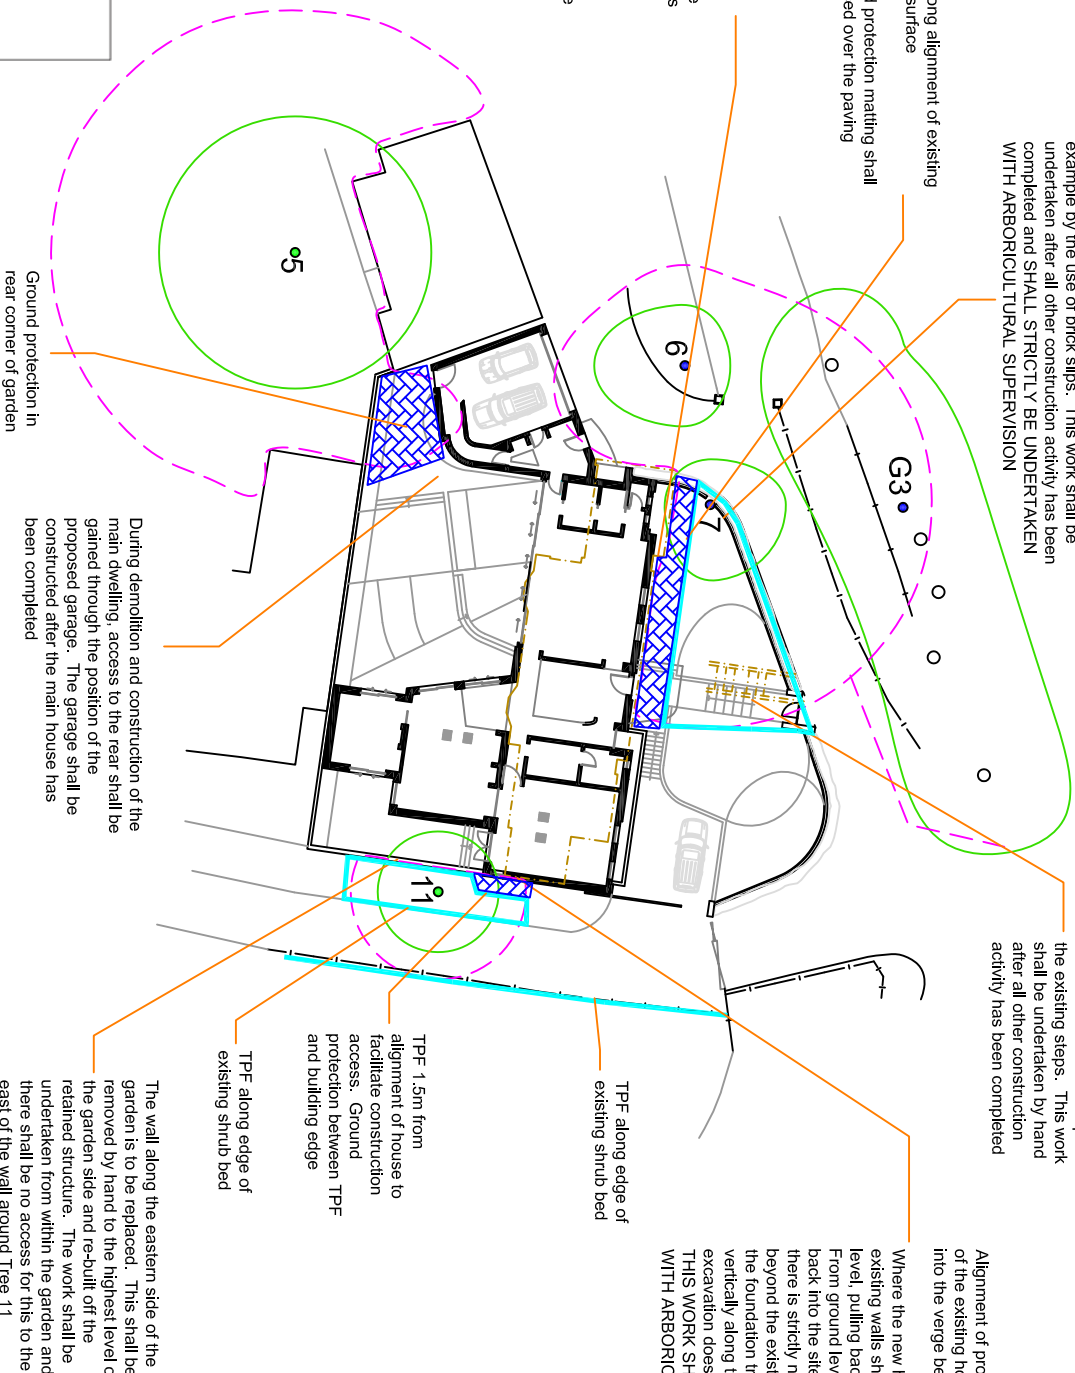 ong alignment of existing
surface
d protection matting shall
ed over the paving
e
s
e
example by the use of brick slips. This work shall be
undertaken after all other construction activity has been
completed and SHALL STRICTLY BE UNDERTAKEN
WITH ARBORICULTURAL SUPERVISION
5
6
7
G3
11
Ground protection in
rear corner of garden
During demolition and construction of the
main dwelling, access to the rear shall be
gained through the position of the
proposed garage. The garage shall be
constructed after the main house has
been completed
the existing steps. This work
shall be undertaken by hand
after all other construction
activity has been completed
TPF along edge of
existing shrub bed
TPF 1.5m from
alignment of house to
facilitate construction
access. Ground
protection between TPF
and building edge
TPF along edge of
existing shrub bed
The wall along the eastern side of the
garden is to be replaced. This shall be
removed by hand to the highest level o
the garden side and re-built off the
retained structure. The work shall be
undertaken from within the garden and
there shall be no access for this to the
east of the wall around Tree 11
Alignment of pro
of the existing ho
into the verge be
Where the new
existing walls sh
level, pulling bac
From ground lev
back into the site
there is strictly n
beyond the exist
the foundation tr
vertically along t
excavation does
THIS WORK SH
WITH ARBORIC